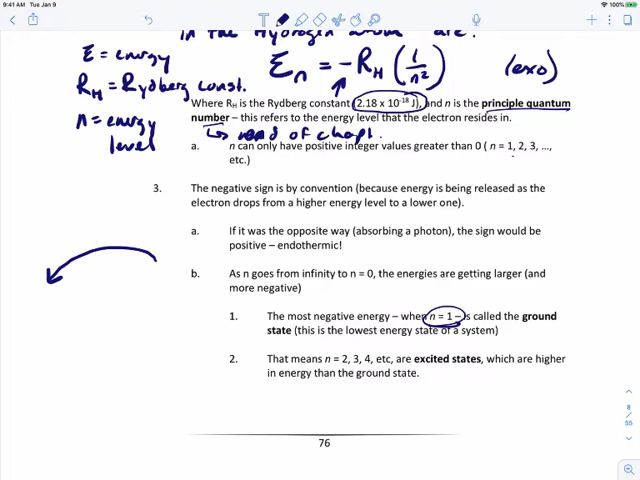 9:41 AM Tue Jan 9
100%
in the Hydrogen atom are:
E = energy
En = -RH (1/n²) (exo)
RH = Rydberg const.
n = energy level
Where RH is the Rydberg constant (2.18 x 10-18 J), and n is the principle quantum
number – this refers to the energy level that the electron resides in.
↳ end of chapt.
a. n can only have positive integer values greater than 0 ( n = 1, 2, 3, ...,
etc.)
3. The negative sign is by convention (because energy is being released as the
electron drops from a higher energy level to a lower one).
a. If it was the opposite way (absorbing a photon), the sign would be
positive – endothermic!
b. As n goes from infinity to n = 0, the energies are getting larger (and
more negative)
1. The most negative energy – when n = 1 – is called the ground
state (this is the lowest energy state of a system)
2. That means n = 2, 3, 4, etc, are excited states, which are higher
in energy than the ground state.
76
8
/
55